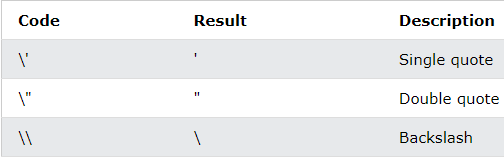 Code Result Description
\' ' Single quote
\" " Double quote
\\ \ Backslash